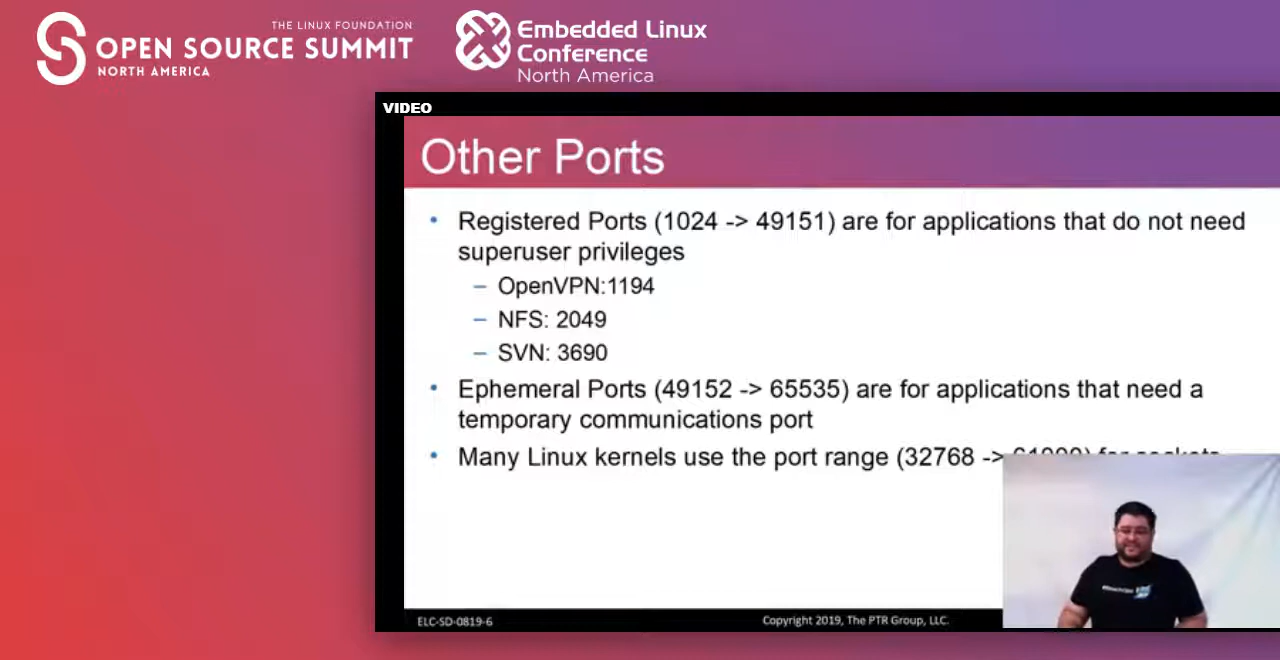 THE LINUX FOUNDATION
OPEN SOURCE SUMMIT
NORTH AMERICA
Embedded Linux
Conference
North America
VIDEO
Other Ports
• Registered Ports (1024 -> 49151) are for applications that do not need
superuser privileges
– OpenVPN:1194
– NFS: 2049
– SVN: 3690
• Ephemeral Ports (49152 -> 65535) are for applications that need a
temporary communications port
• Many Linux kernels use the port range (32768 -> for sockets
ELC-SD-0819-6
Copyright 2019, The PTR Group, LLC.